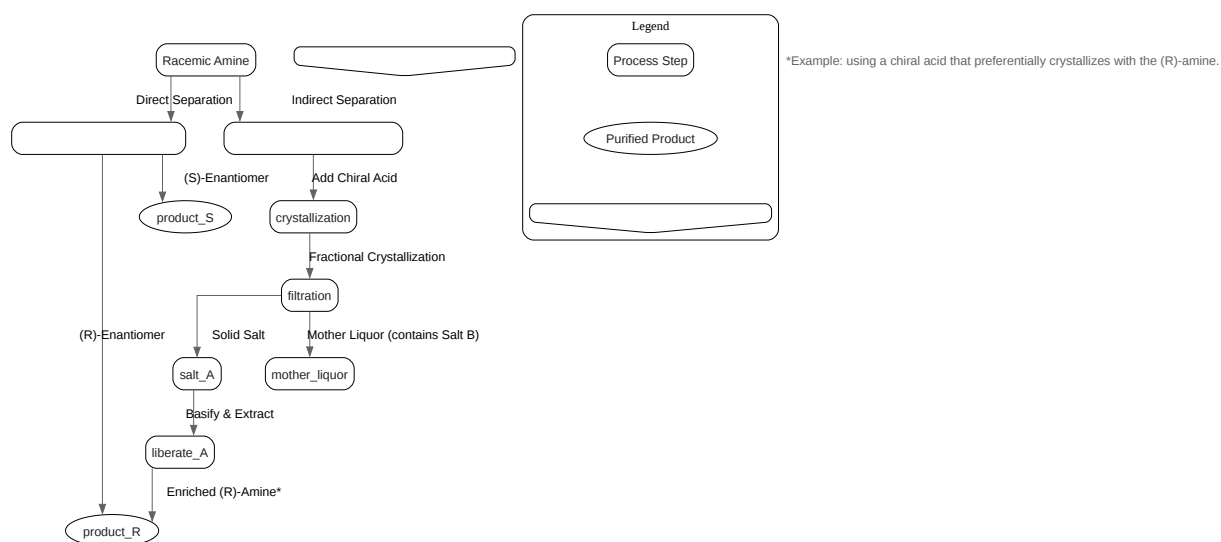 Legend
Racemic Amine
Process Step
*Example: using a chiral acid that preferentially crystallizes with the (R)-amine.
Direct Separation
Indirect Separation
Purified Product
(S)-Enantiomer
Add Chiral Acid
product_S
crystallization
Fractional Crystallization
filtration
(R)-Enantiomer
Solid Salt
Mother Liquor (contains Salt B)
salt_A
mother_liquor
Basify & Extract
liberate_A
Enriched (R)-Amine*
product_R